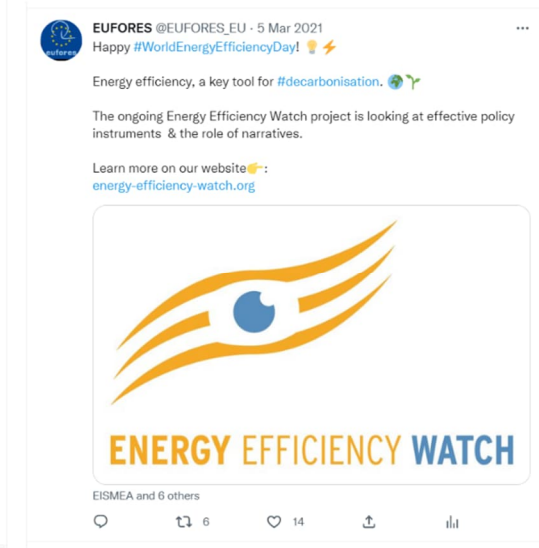 EUFORES @EUFORES_EU · 5 Mar 2021
Happy #WorldEnergyEfficiencyDay! 💡⚡
Energy efficiency, a key tool for #decarbonisation. 🌍🌱
The ongoing Energy Efficiency Watch project is looking at effective policy
instruments & the role of narratives.
Learn more on our website👉:
energy-efficiency-watch.org
ENERGY EFFICIENCY WATCH
EISMEA and 6 others
6 14
eufores